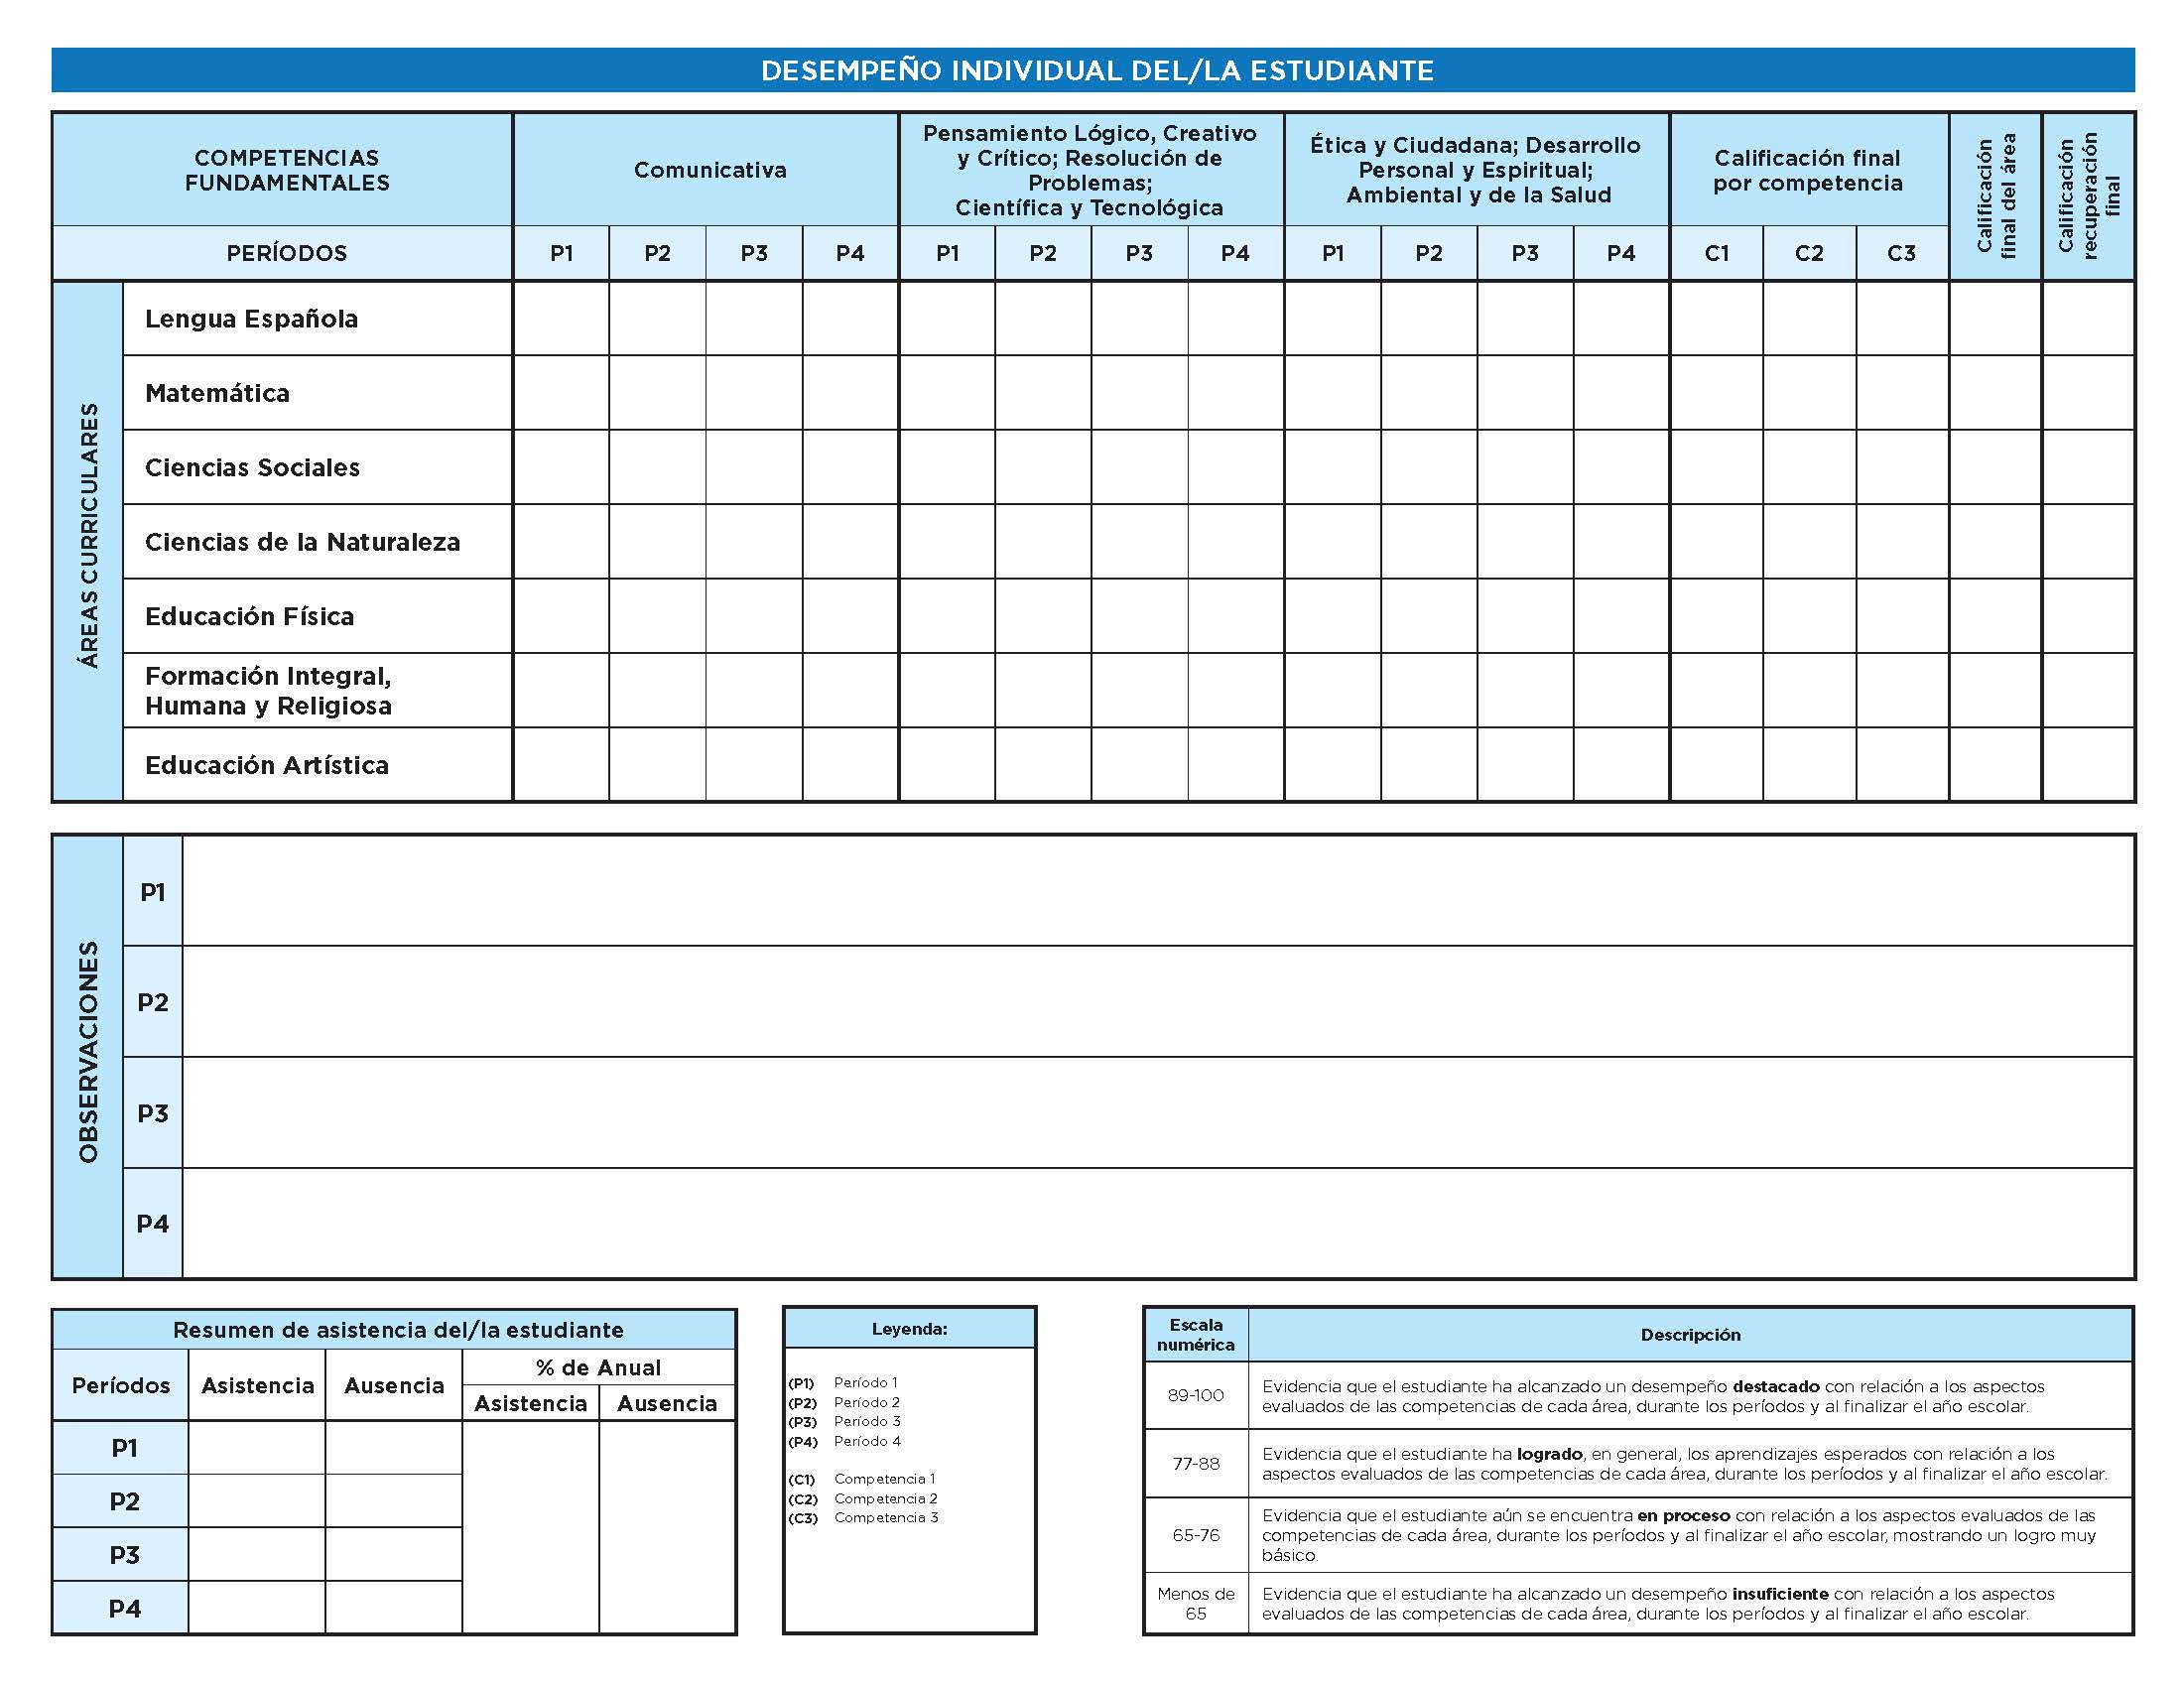 DESEMPEÑO INDIVIDUAL DEL/LA ESTUDIANTE
COMPETENCIAS
FUNDAMENTALES
Comunicativa
Pensamiento Lógico, Creativo
y Crítico; Resolución de
Problemas;
Científica y Tecnológica
Ética y Ciudadana; Desarrollo
Personal y Espiritual;
Ambiental y de la Salud
Calificación final
por competencia
Calificación
final del área
Calificación
recuperación
final
PERÍODOS P1 P2 P3 P4 P1 P2 P3 P4 P1 P2 P3 P4 C1 C2 C3
ÁREAS CURRICULARES
Lengua Española
Matemática
Ciencias Sociales
Ciencias de la Naturaleza
Educación Física
Formación Integral,
Humana y Religiosa
Educación Artística
OBSERVACIONES
P1
P2
P3
P4
Resumen de asistencia del/la estudiante
Períodos Asistencia Ausencia % de Anual
Asistencia Ausencia
P1
P2
P3
P4
Leyenda:
(P1) Período 1
(P2) Período 2
(P3) Período 3
(P4) Período 4
(C1) Competencia 1
(C2) Competencia 2
(C3) Competencia 3
Escala
numérica
Descripción
89-100
Evidencia que el estudiante ha alcanzado un desempeño destacado con relación a los aspectos
evaluados de las competencias de cada área, durante los períodos y al finalizar el año escolar.
77-88
Evidencia que el estudiante ha logrado, en general, los aprendizajes esperados con relación a los
aspectos evaluados de las competencias de cada área, durante los períodos y al finalizar el año escolar.
65-76
Evidencia que el estudiante aún se encuentra en proceso con relación a los aspectos evaluados de las
competencias de cada área, durante los períodos y al finalizar el año escolar, mostrando un logro muy
básico.
Menos de
65
Evidencia que el estudiante ha alcanzado un desempeño insuficiente con relación a los aspectos
evaluados de las competencias de cada área, durante los períodos y al finalizar el año escolar.